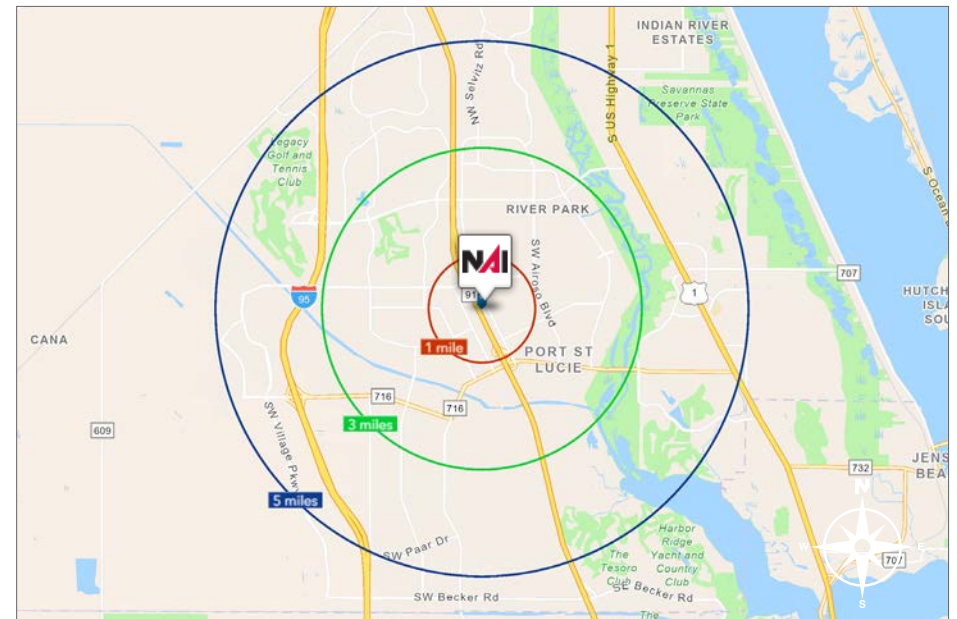 INDIAN RIVER
ESTATES
NW Selvitz Rd
S US Highway 1
Savannas
Preserve State
Park
Legacy
Golf and
Tennis
Club
RIVER PARK
NAI
SW Airoso Blvd
S Ocean
707
95
91
1
HUTCH
ISLA
SOU
CANA
1 mile
PORT ST
LUCIE
716
716
3 miles
609
SW Village Pkwy
JENS
BEA
732
5 miles
N
W
E
S
707
Harbor
Ridge
Yacht and
Country
Club
The
Tesoro
Club
SW Paar Dr
SW Becker Rd
SE Becker Rd
The